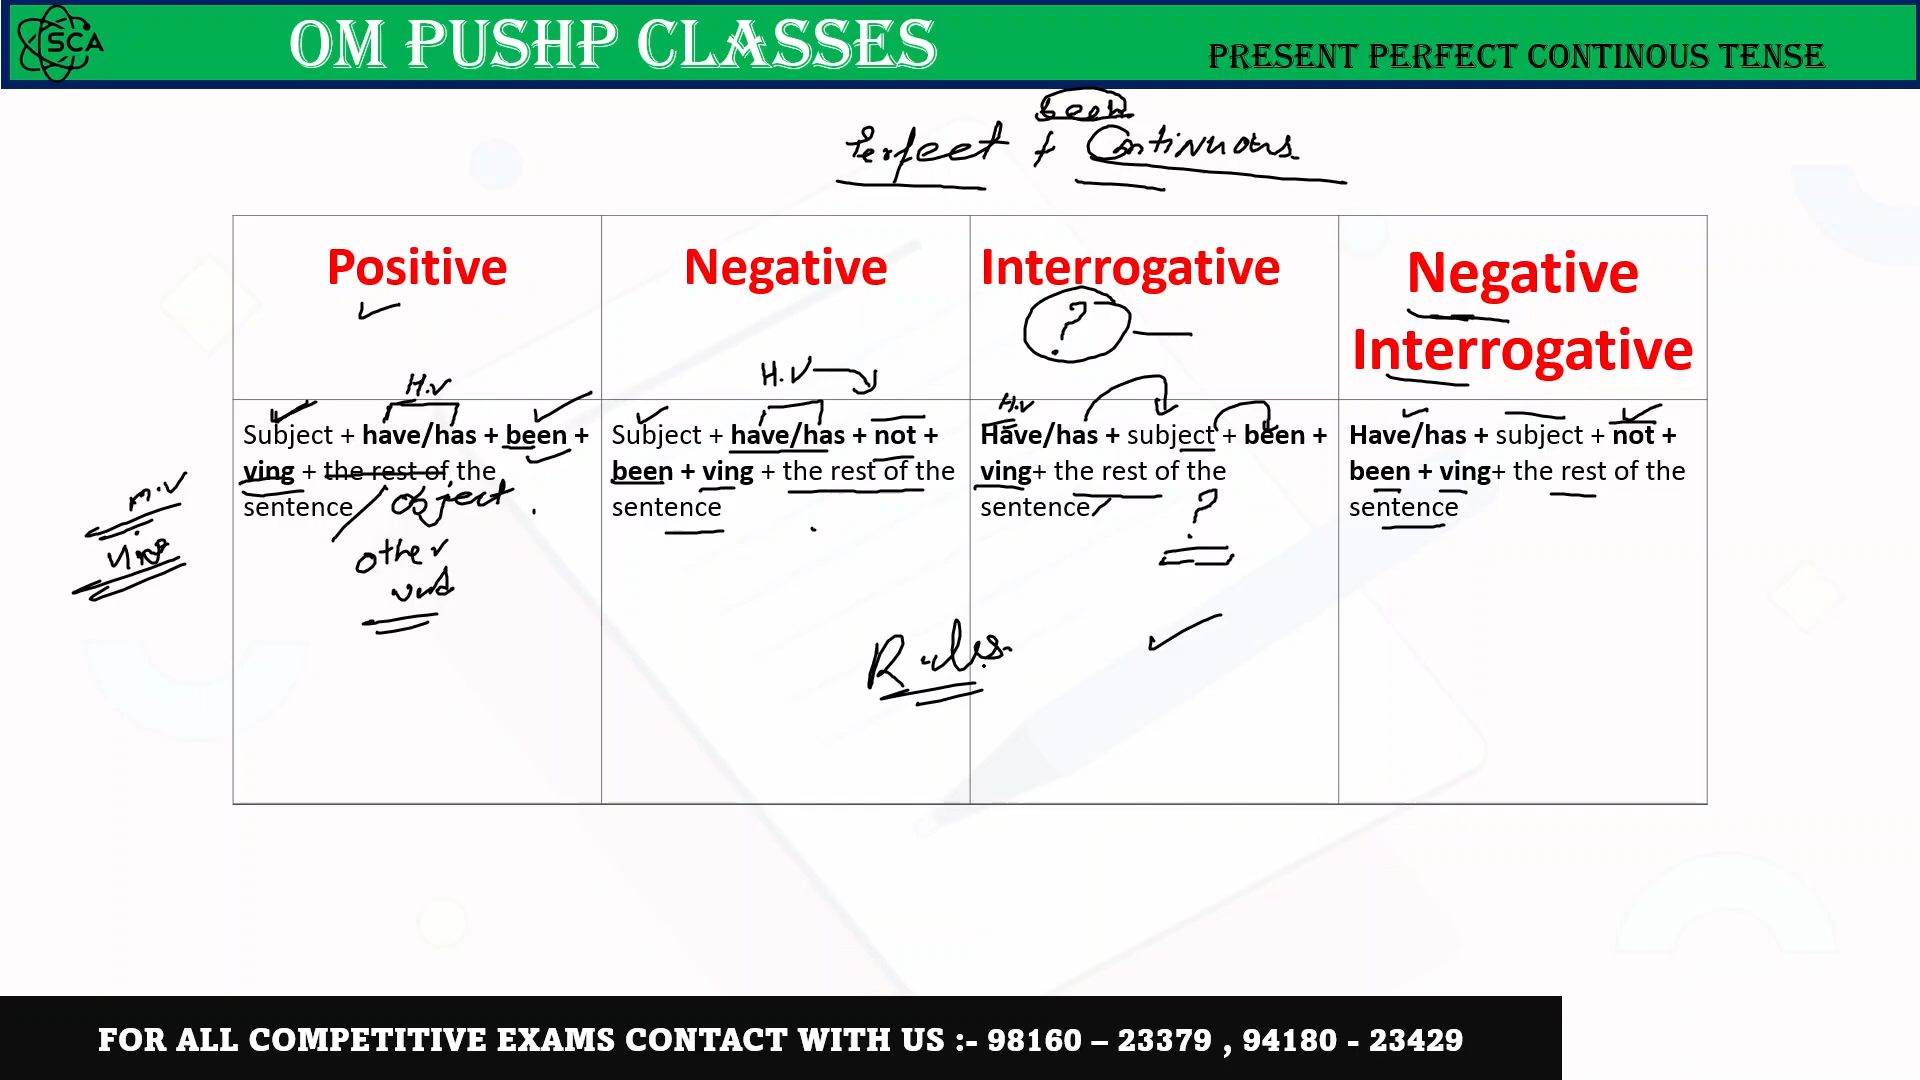 SCA
OM PUSHP CLASSES
PRESENT PERFECT CONTINOUS TENSE
been
Perfect + Continuous
Positive
Negative
Interrogative
Negative
Interrogative
?
H.V
H.V
H.V
Subject + have/has + been +
ving + the rest of the
sentence
Subject + have/has + not +
been + ving + the rest of the
sentence
Have/has + subject + been +
ving+ the rest of the
sentence
Have/has + subject + not +
been + ving+ the rest of the
sentence
m.v
ving
object .
other
word
?
Rules
FOR ALL COMPETITIVE EXAMS CONTACT WITH US :- 98160 – 23379 , 94180 - 23429